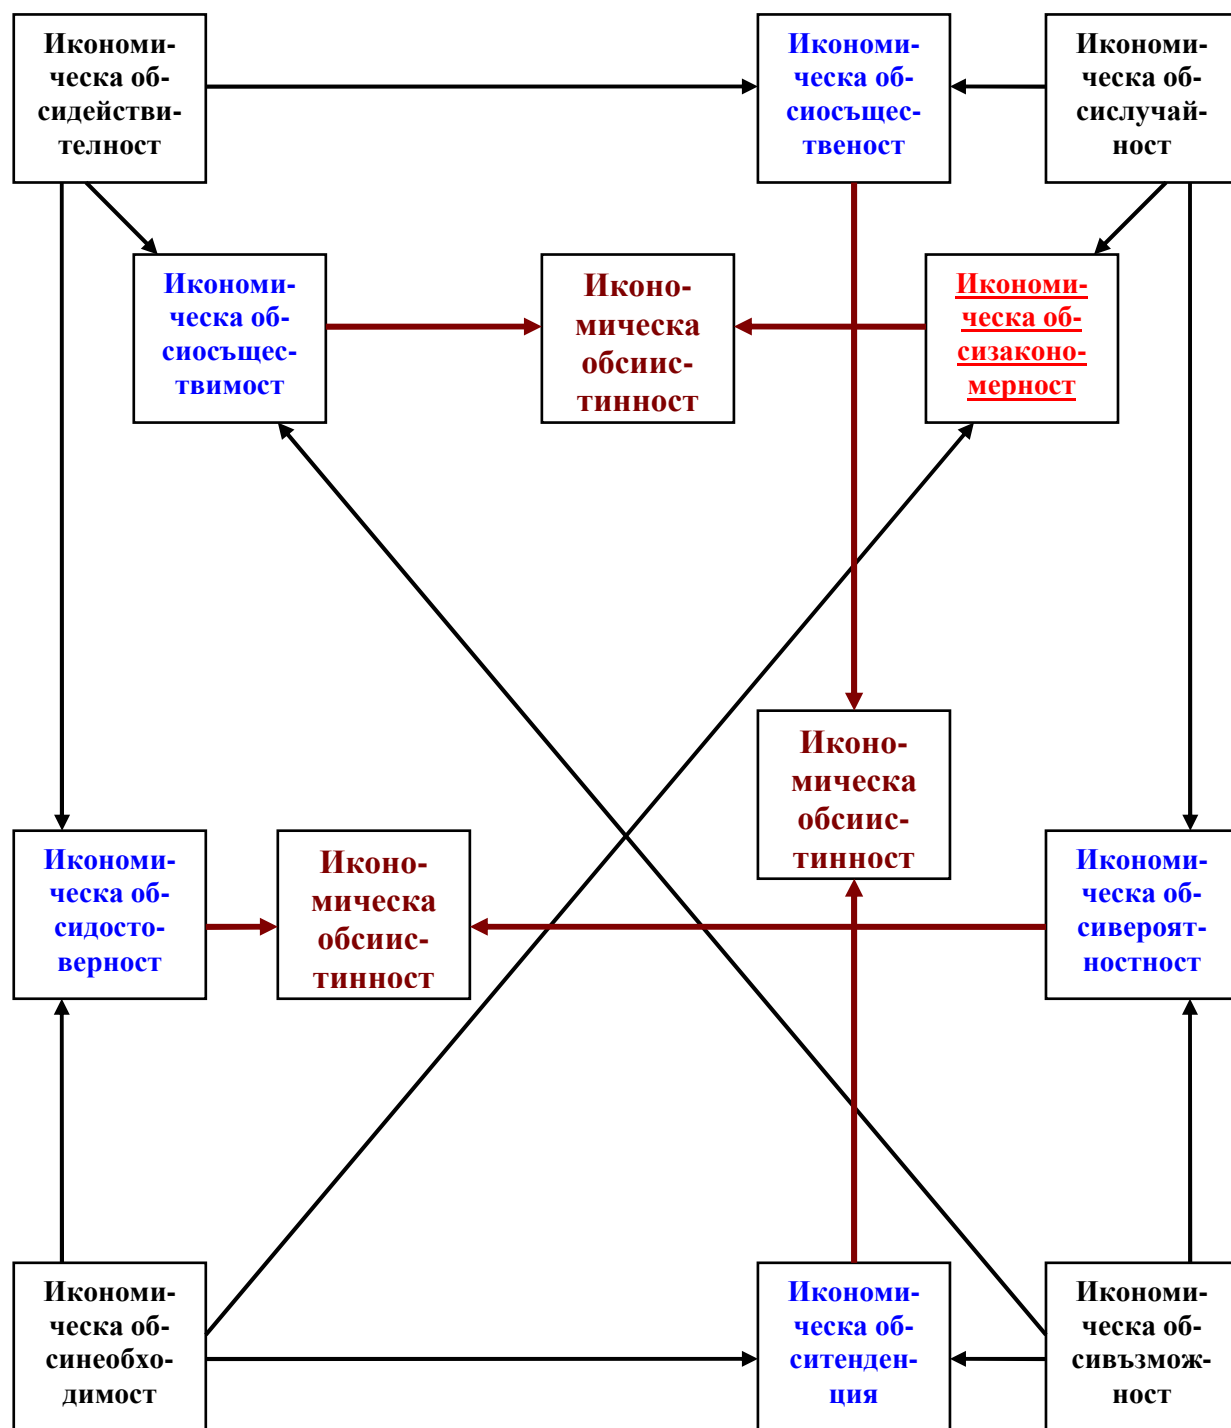 Икономи-
ческа об-
сидействи-
телност
Икономи-
ческа об-
сиосъщес-
твеност
Икономи-
ческа об-
сислучай-
ност
Икономи-
ческа об-
сиосъщес-
твимост
Иконо-
мическа
обсиис-
тинност
Икономи-
ческа об-
сизаконо-
мерност
Иконо-
мическа
обсиис-
тинност
Икономи-
ческа об-
сидосто-
верност
Иконо-
мическа
обсиис-
тинност
Икономи-
ческа об-
сивероят-
ностност
Икономи-
ческа об-
синеобхо-
димост
Икономи-
ческа об-
ситенден-
ция
Икономи-
ческа об-
сивъзмож-
ност